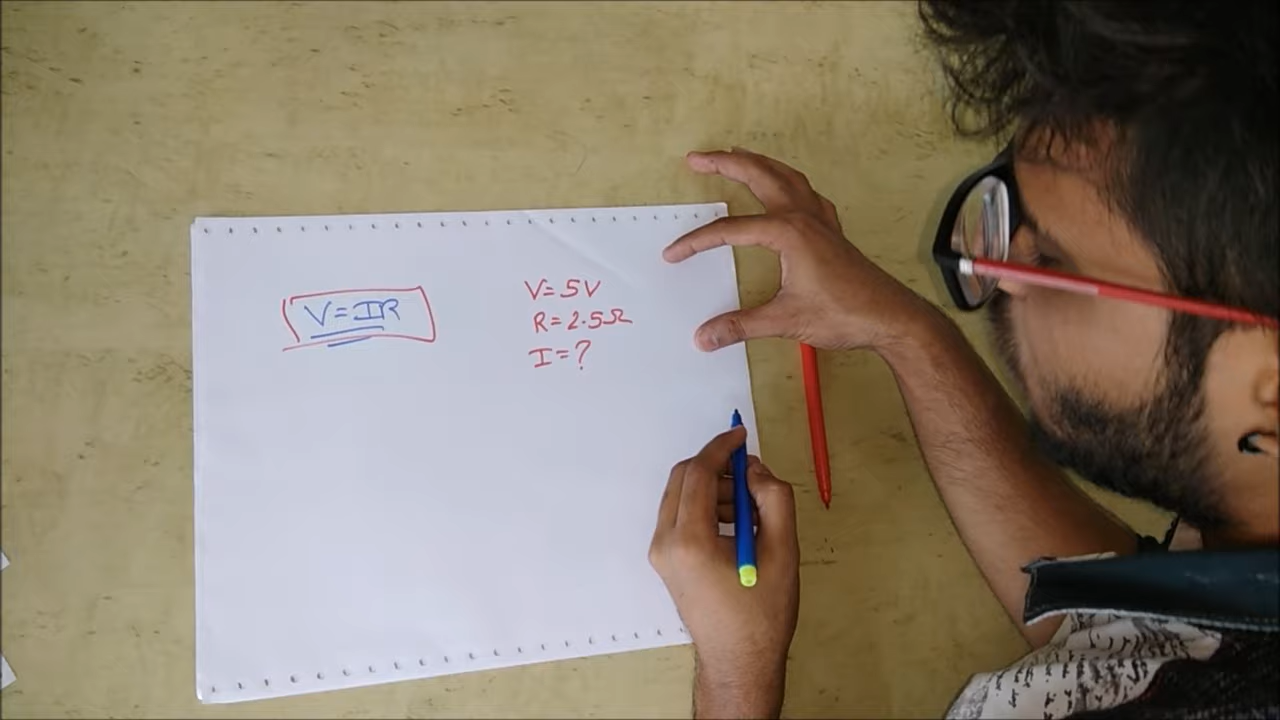 V=IR
V=5V
R=2.5Ω
I=?